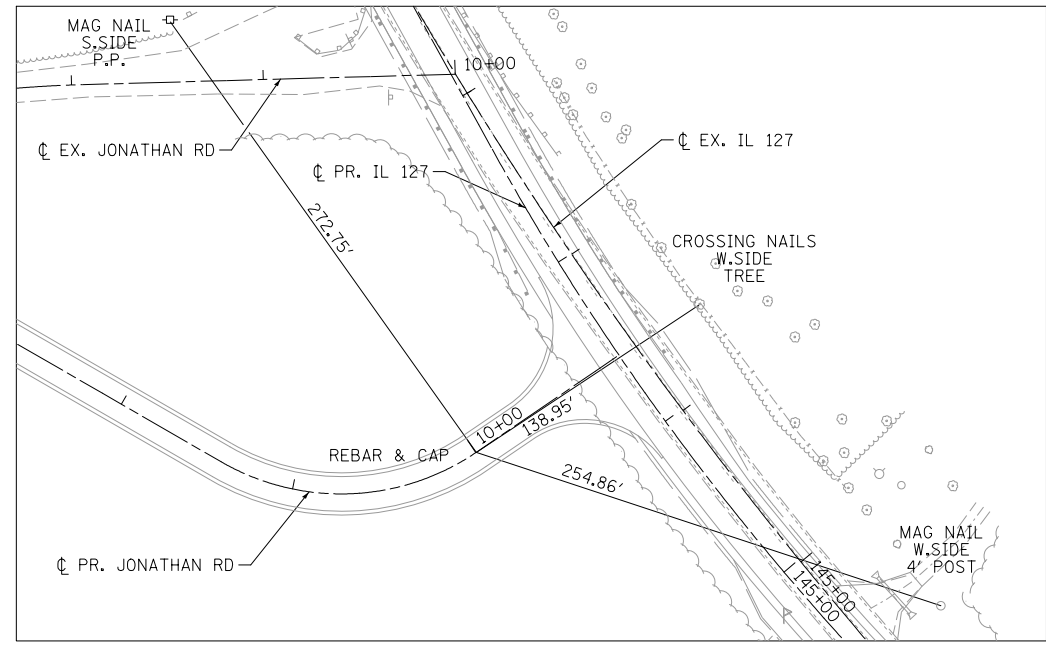 MAG NAIL
S.SIDE
P.P.
10+00
℄ EX. JONATHAN RD
℄ EX. IL 127
℄ PR. IL 127
272.75'
CROSSING NAILS
W.SIDE
TREE
10+00
138.95'
REBAR & CAP
254.86'
MAG NAIL
W.SIDE
4' POST
℄ PR. JONATHAN RD
145+00
145+00